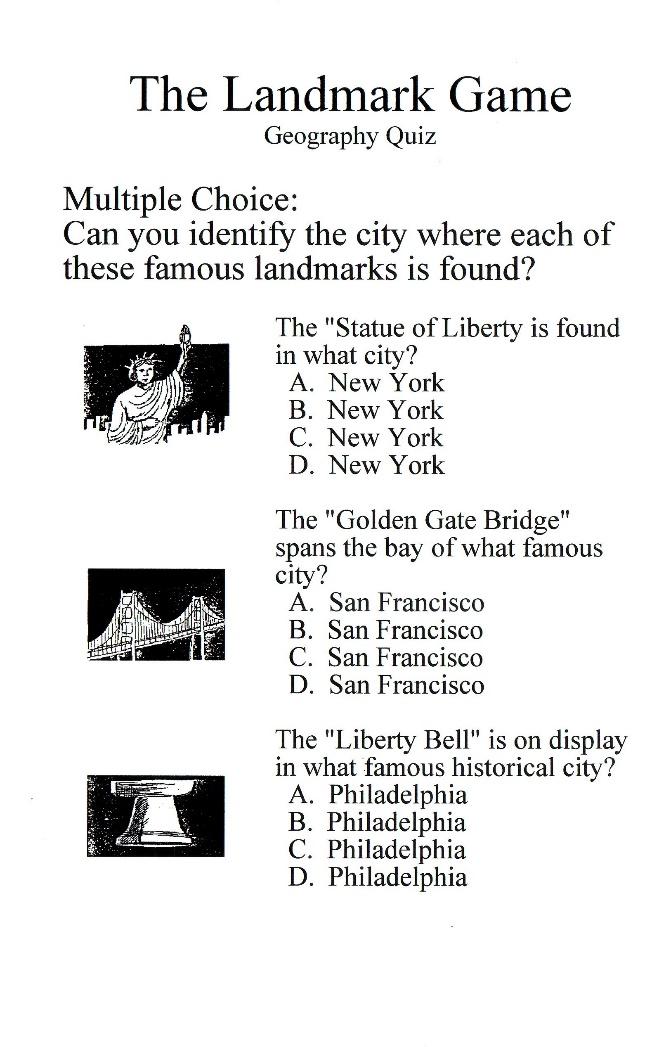 The Landmark Game
Geography Quiz
Multiple Choice:
Can you identify the city where each of
these famous landmarks is found?
The "Statue of Liberty is found
in what city?
A. New York
B. New York
C. New York
D. New York
The "Golden Gate Bridge"
spans the bay of what famous
city?
A. San Francisco
B. San Francisco
C. San Francisco
D. San Francisco
The "Liberty Bell" is on display
in what famous historical city?
A. Philadelphia
B. Philadelphia
C. Philadelphia
D. Philadelphia